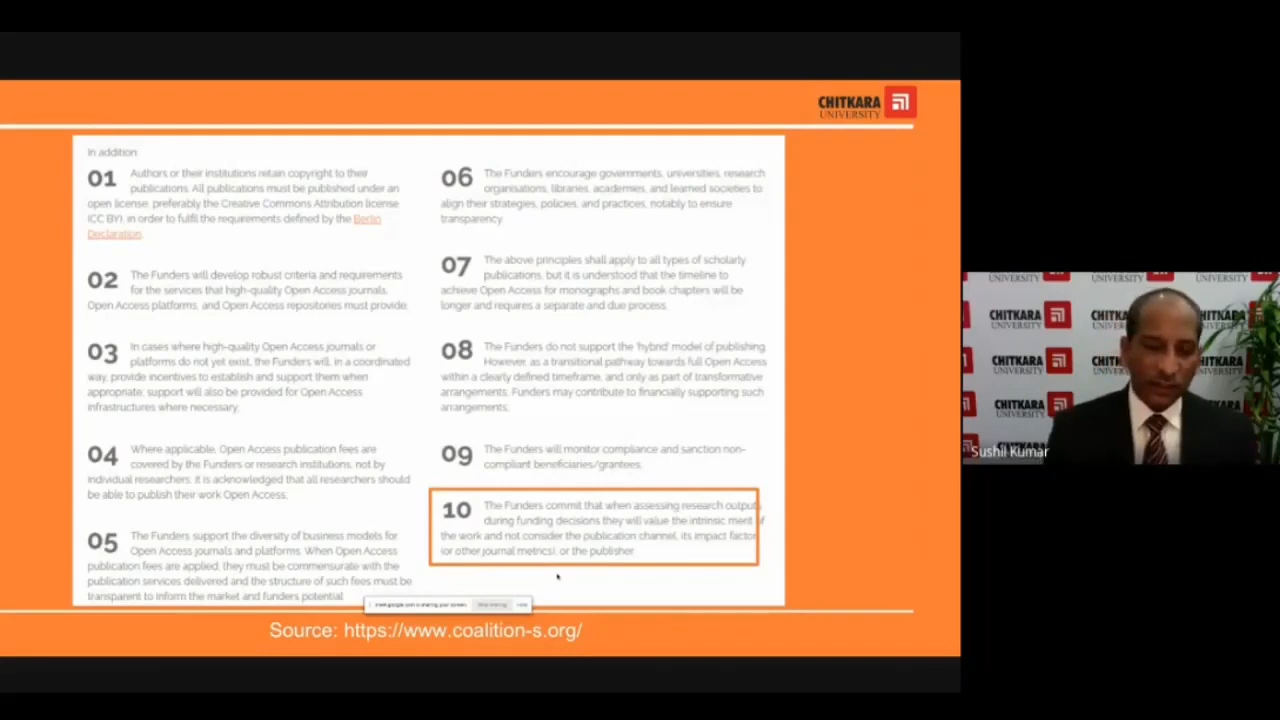 CHITKARA
UNIVERSITY
In addition:
01 Authors or their institutions retain copyright to their
publications. All publications must be published under an
open license, preferably the Creative Commons Attribution license
(CC BY), in order to fulfil the requirements defined by the Berlin
Declaration;
02 The Funders will develop robust criteria and requirements
for the services that high-quality Open Access journals,
Open Access platforms, and Open Access repositories must provide;
03 In cases where high-quality Open Access journals or
platforms do not yet exist, the Funders will, in a coordinated
way, provide incentives to establish and support them when
appropriate; support will also be provided for Open Access
infrastructures where necessary;
04 Where applicable, Open Access publication fees are
covered by the Funders or research institutions, not by
individual researchers; it is acknowledged that all researchers should
be able to publish their work Open Access;
05 The Funders support the diversity of business models for
Open Access journals and platforms. When Open Access
publication fees are applied, they must be commensurate with the
publication services delivered and the structure of such fees must be
transparent to inform the market and funders potential
06 The Funders encourage governments, universities, research
organisations, libraries, academies, and learned societies to
align their strategies, policies, and practices, notably to ensure
transparency.
07 The above principles shall apply to all types of scholarly
publications, but it is understood that the timeline to
achieve Open Access for monographs and book chapters will be
longer and requires a separate and due process;
08 The Funders do not support the 'hybrid' model of publishing.
However, as a transitional pathway towards full Open Access
within a clearly defined timeframe, and only as part of transformative
arrangements, Funders may contribute to financially supporting such
arrangements;
09 The Funders will monitor compliance and sanction non-
compliant beneficiaries/grantees;
10 The Funders commit that when assessing research outputs
during funding decisions they will value the intrinsic merit of
the work and not consider the publication channel, its impact factor
(or other journal metrics), or the publisher.
meet.google.com is sharing your screen. Stop sharing Hide
Source: https://www.coalition-s.org/
CHITKARA
UNIVERSITY
CHITKARA
UNIVERSITY
CHITKARA
UNIVERSITY
Sushil Kumar